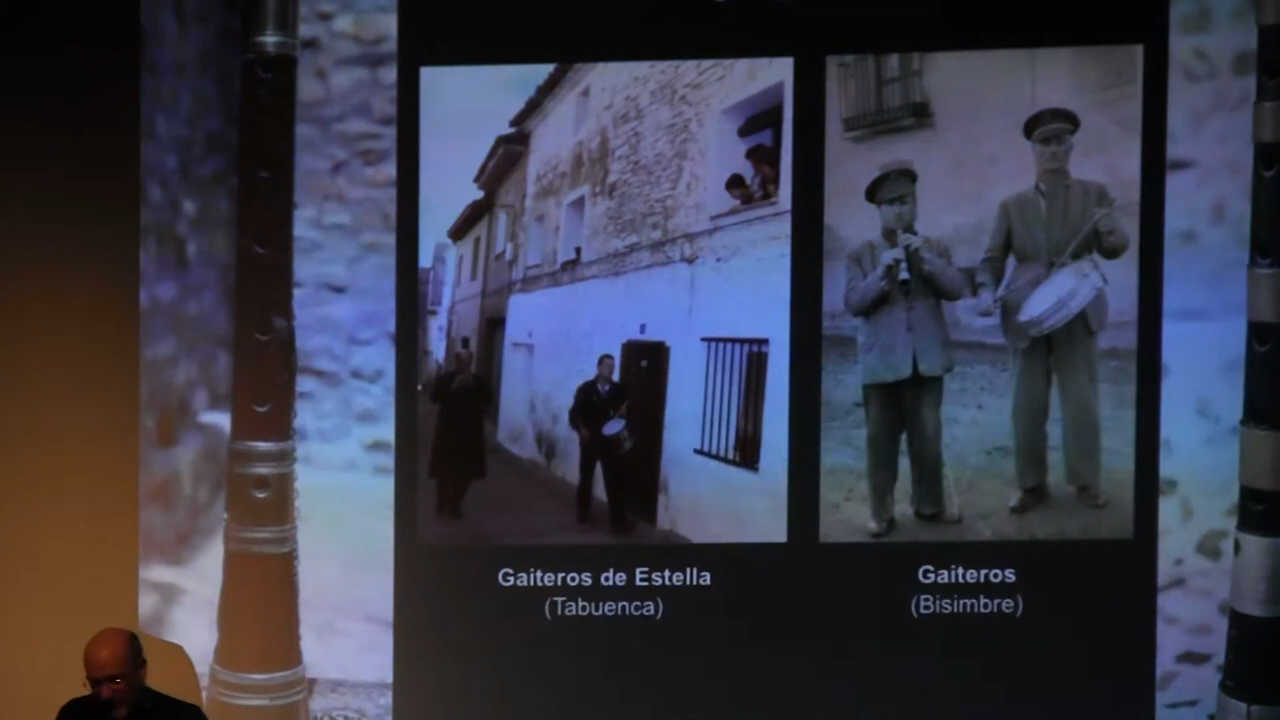 Gaiteros de Estella
(Tabuenca)
Gaiteros
(Bisimbre)